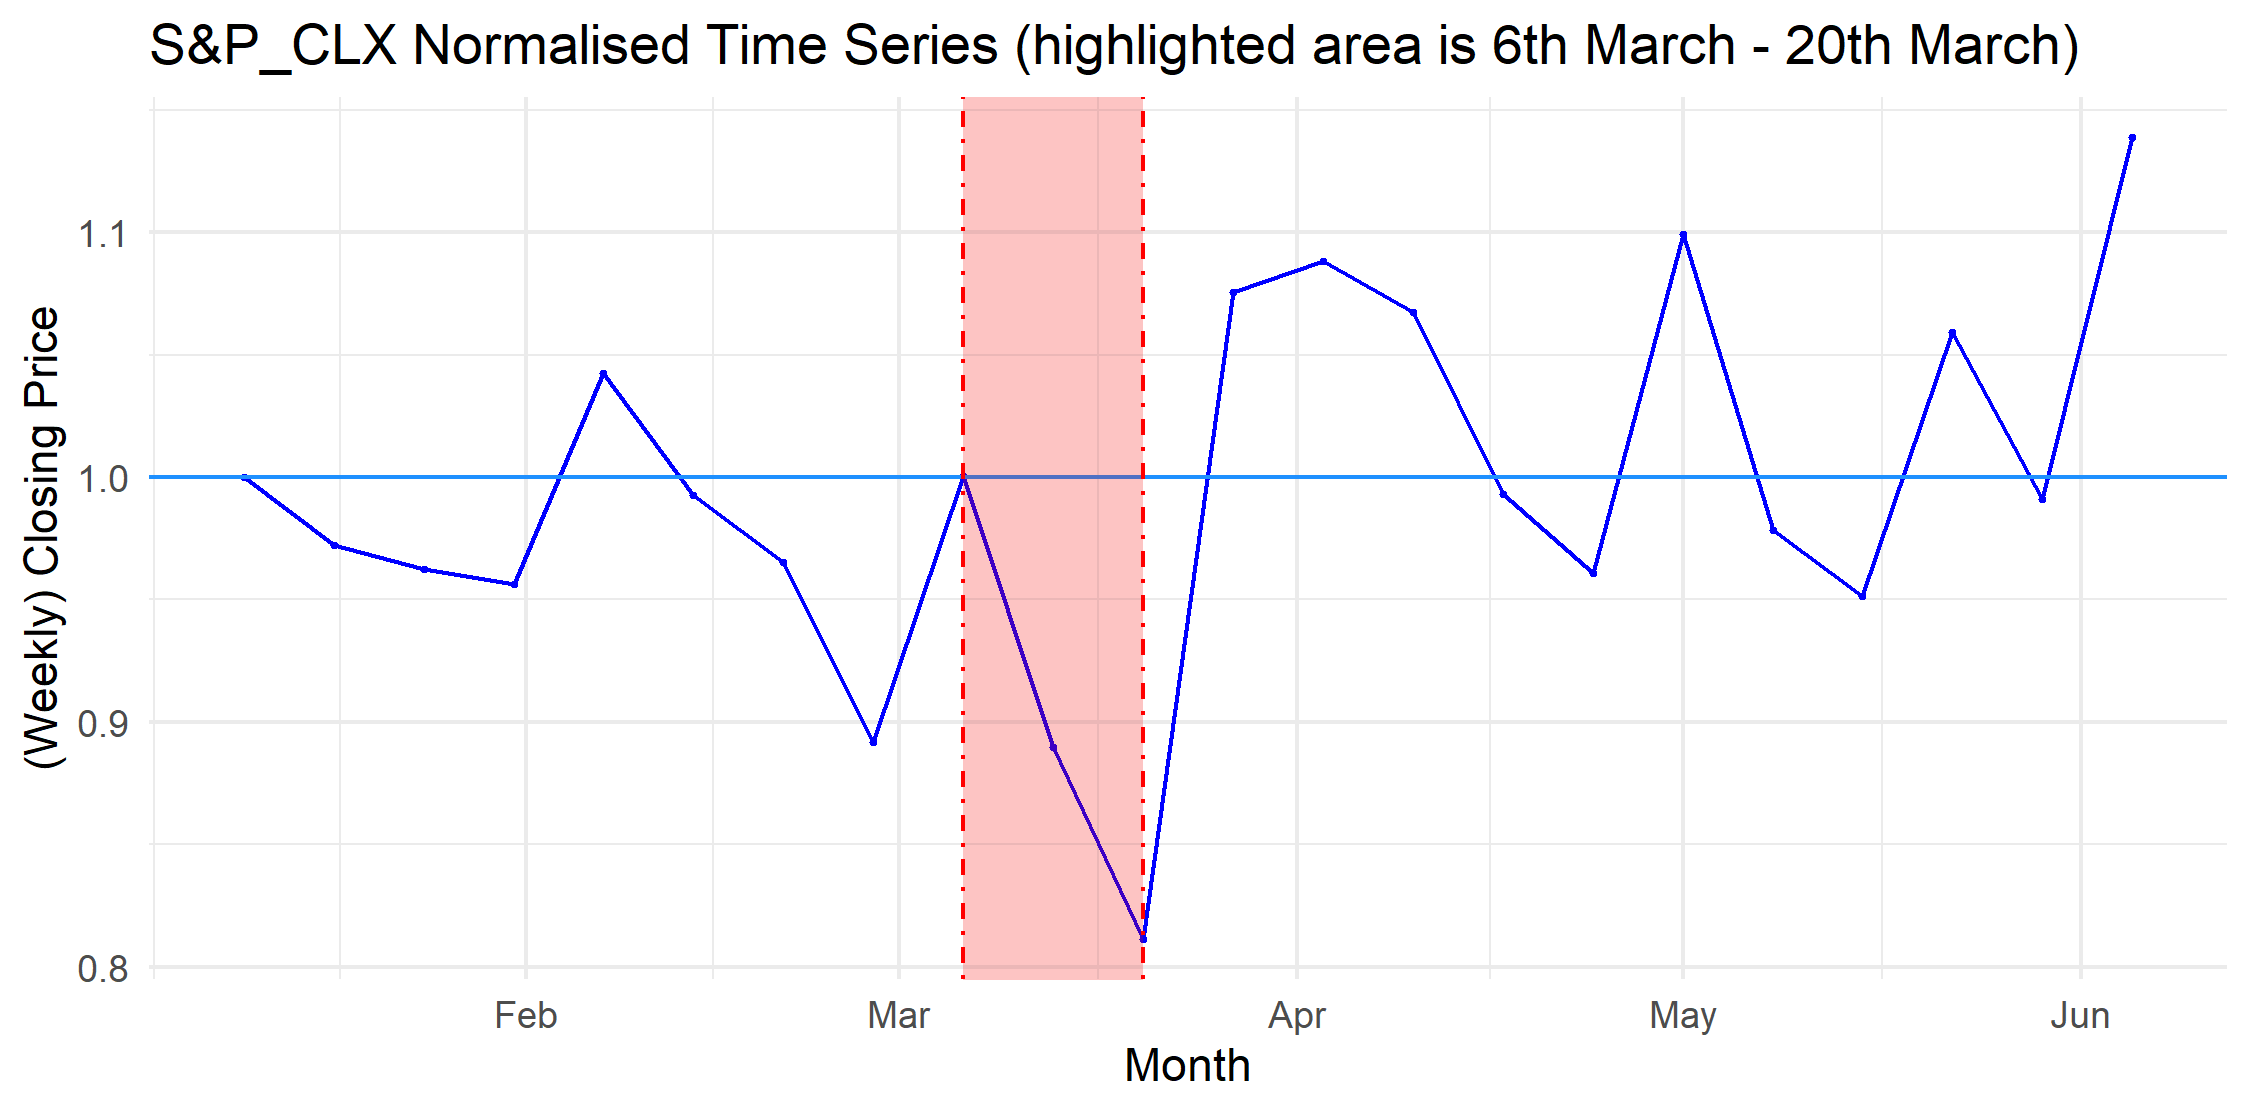 S&P_CLX Normalised Time Series (highlighted area is 6th March - 20th March)
(Weekly) Closing Price
1.1
1.0
0.9
0.8
Feb Mar Apr May Jun
Month